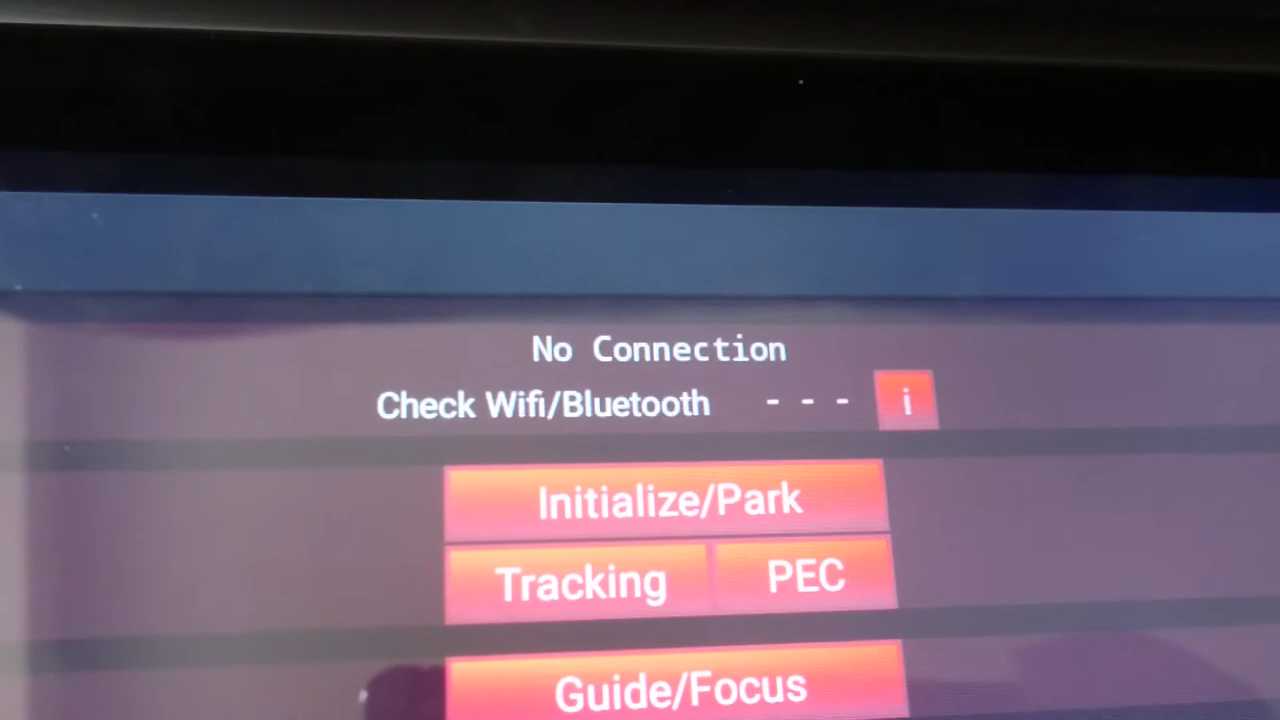 No Connection
Check Wifi/Bluetooth - - - i
Initialize/Park
Tracking PEC
Guide/Focus